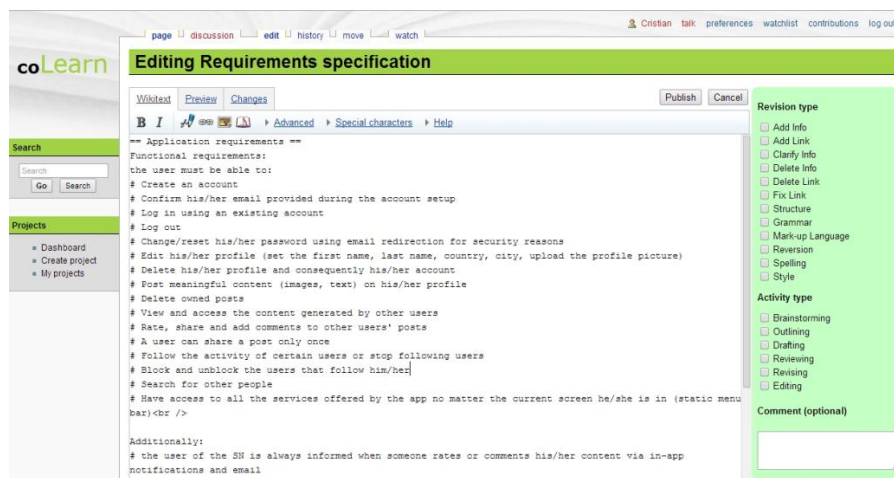 Cristian talk preferences watchlist contributions log out
page discussion edit history move watch
coLearn
Editing Requirements specification
Wikitext Preview Changes
Publish Cancel
B I Advanced Special characters Help
Search
Search
Go Search
Projects
Dashboard
Create project
My projects
== Application requirements ==
Functional requirements:
the user must be able to:
# Create an account
# Confirm his/her email provided during the account setup
# Log in using an existing account
# Log out
# Change/reset his/her password using email redirection for security reasons
# Edit his/her profile (set the first name, last name, country, city, upload the profile picture)
# Delete his/her profile and consequently his/her account
# Post meaningful content (images, text) on his/her profile
# Delete owned posts
# View and access the content generated by other users
# Rate, share and add comments to other users' posts
# A user can share a post only once
# Follow the activity of certain users or stop following users
# Block and unblock the users that follow him/her
# Search for other people
# Have access to all the services offered by the app no matter the current screen he/she is in (static menu
bar)<br />
Additionally:
# the user of the SN is always informed when someone rates or comments his/her content via in-app
notifications and email
Revision type
Add Info
Add Link
Clarify Info
Delete Info
Delete Link
Fix Link
Structure
Grammar
Mark-up Language
Reversion
Spelling
Style
Activity type
Brainstorming
Outlining
Drafting
Reviewing
Revising
Editing
Comment (optional)